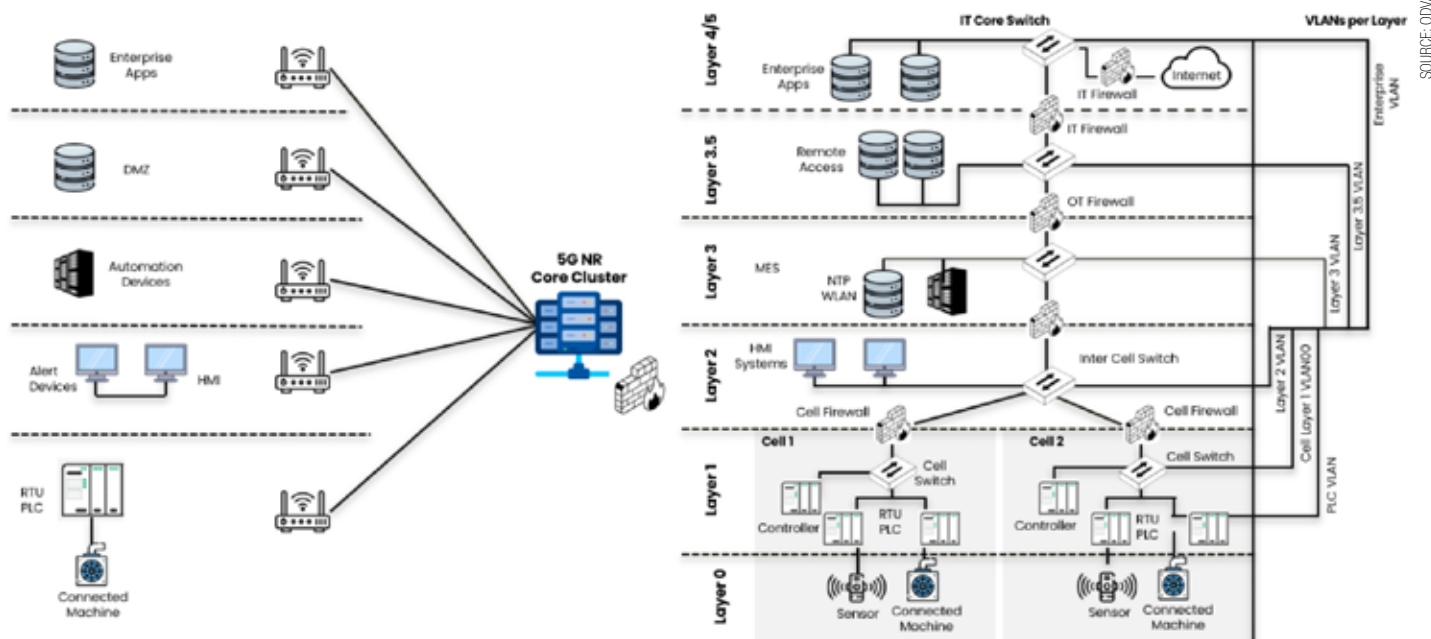 Enterprise
Apps
DMZ
Automation
Devices
Alert
Devices
HMI
RTU
PLC
Connected
Machine
5G NR
Core Cluster
Layer 4/5
IT Core Switch
VLANs per Layer
SOURCE: ODVA
Enterprise
Apps
Internet
IT Firewall
Enterprise
VLAN
IT Firewall
Layer 3.5
Remote
Access
Layer 3.5 VLAN
OT Firewall
Layer 3
MES
NTP
WLAN
Layer 3 VLAN
Layer 2
HMI
Systems
Inter Cell Switch
Layer 2 VLAN
Cell Layer 1 VLAN00
Cell Firewall
Cell Firewall
Layer 1
Cell 1
Cell
Switch
Controller
RTU
PLC
Cell 2
Cell Switch
Controller
RTU
PLC
PLC VLAN
Layer 0
Sensor
Connected
Machine
Sensor
Connected
Machine